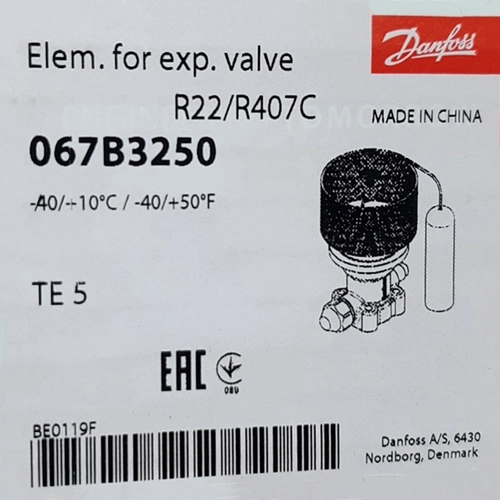 Elem. for exp. valve
Danfoss
R22/R407C
MADE IN CHINA
067B3250
-40/+10°C / -40/+50°F
TE 5
EAC
BE0119F
Danfoss A/S, 6430
Nordborg, Denmark